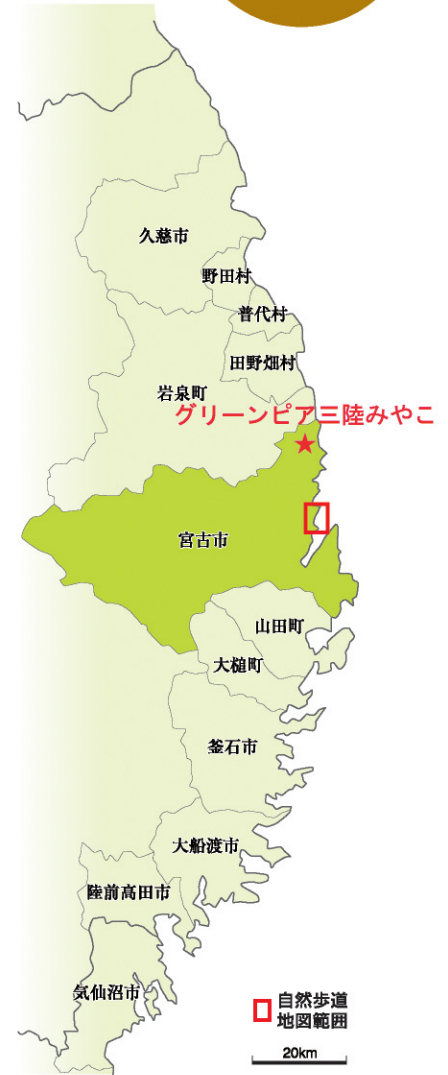 久慈市
野田村
普代村
田野畑村
岩泉町
グリーンピア三陸みやこ
宮古市
山田町
大槌町
釜石市
大船渡市
陸前高田市
気仙沼市
自然歩道
地図範囲
20km